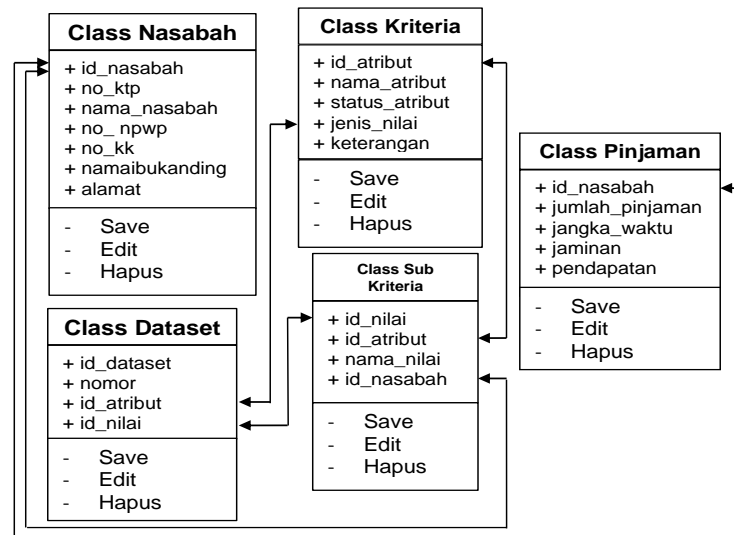 Class Nasabah
+ id_nasabah
+ no_ktp
+ nama_nasabah
+ no_ npwp
+ no_kk
+ namaibukanding
+ alamat
- Save
- Edit
- Hapus
Class Kriteria
+ id_atribut
+ nama_atribut
+ status_atribut
+ jenis_nilai
+ keterangan
- Save
- Edit
- Hapus
Class Pinjaman
+ id_nasabah
+ jumlah_pinjaman
+ jangka_waktu
+ jaminan
+ pendapatan
- Save
- Edit
- Hapus
Class Dataset
+ id_dataset
+ nomor
+ id_atribut
+ id_nilai
- Save
- Edit
- Hapus
Class Sub
Kriteria
+ id_nilai
+ id_atribut
+ nama_nilai
+ id_nasabah
- Save
- Edit
- Hapus